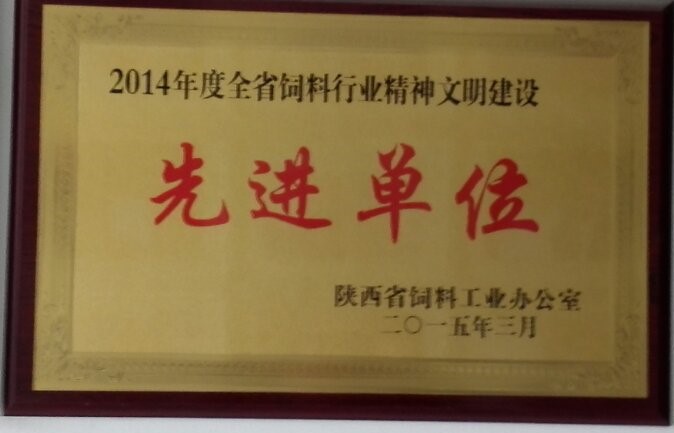 2014年度全省饲料行业精神文明建设
先进单位
陕西省饲料工业办公室
二〇一五年三月